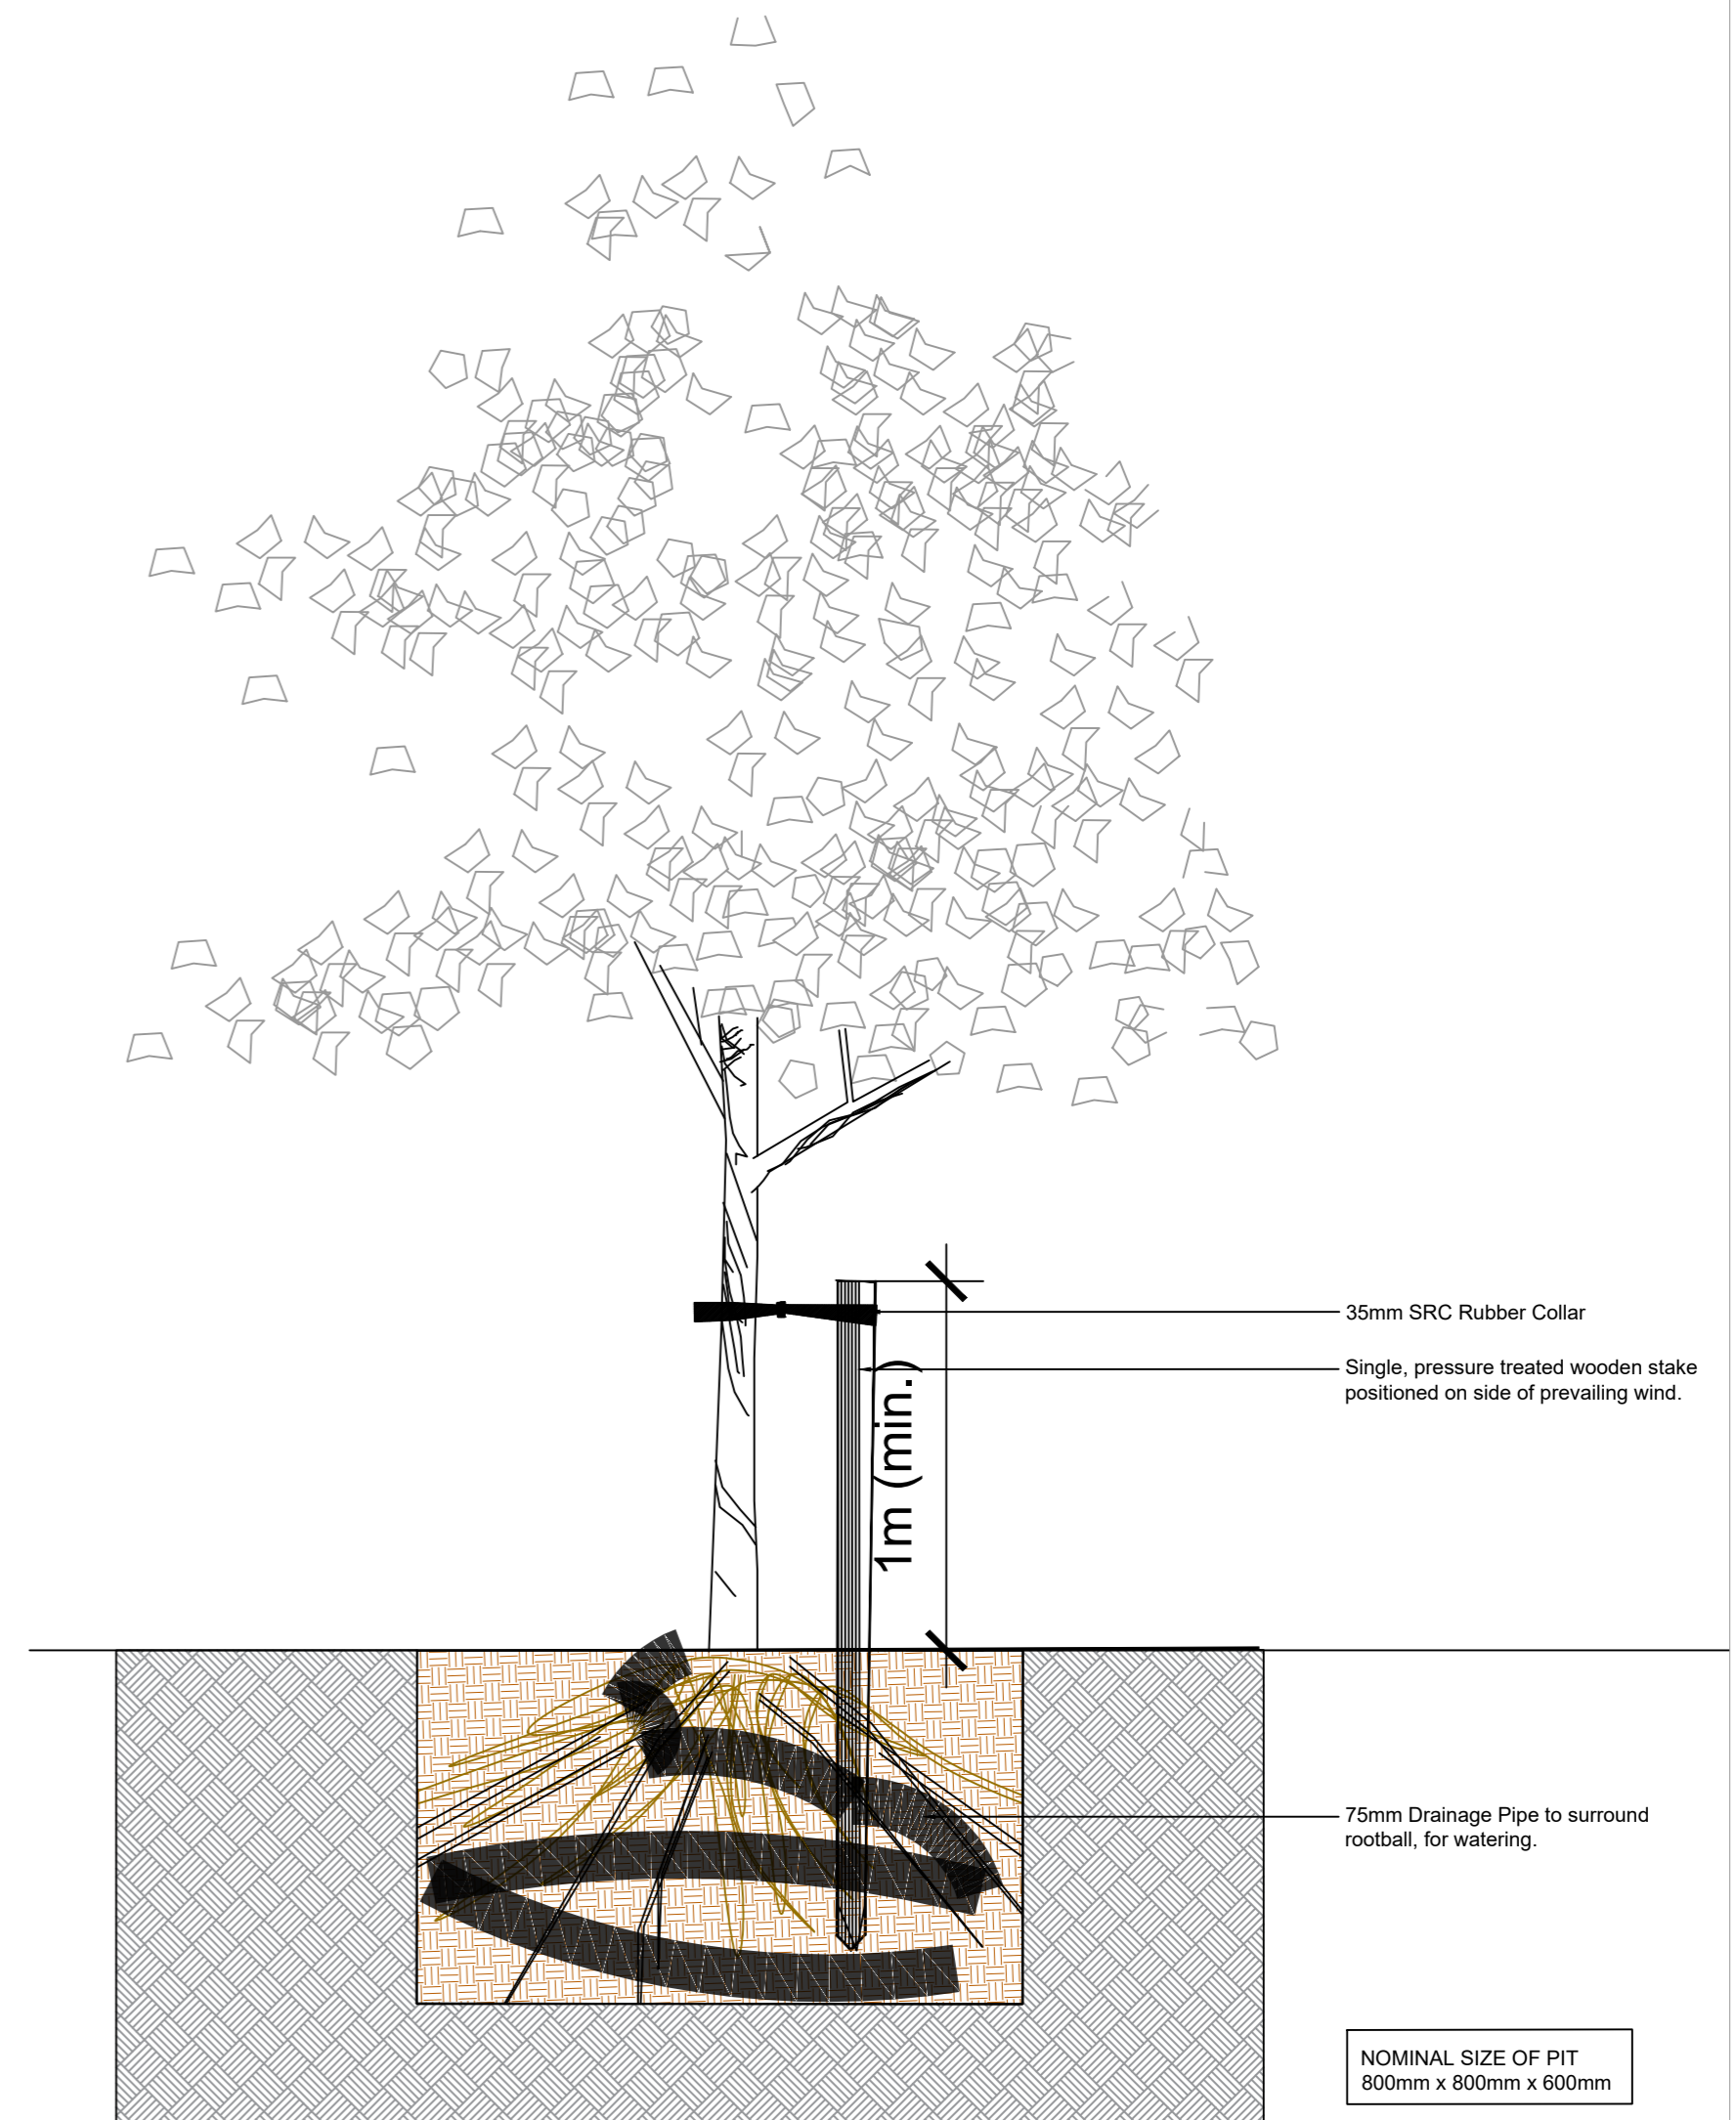 35mm SRC Rubber Collar
Single, pressure treated wooden stake
positioned on side of prevailing wind.
1m (min.)
75mm Drainage Pipe to surround
rootball, for watering.
NOMINAL SIZE OF PIT
800mm x 800mm x 600mm